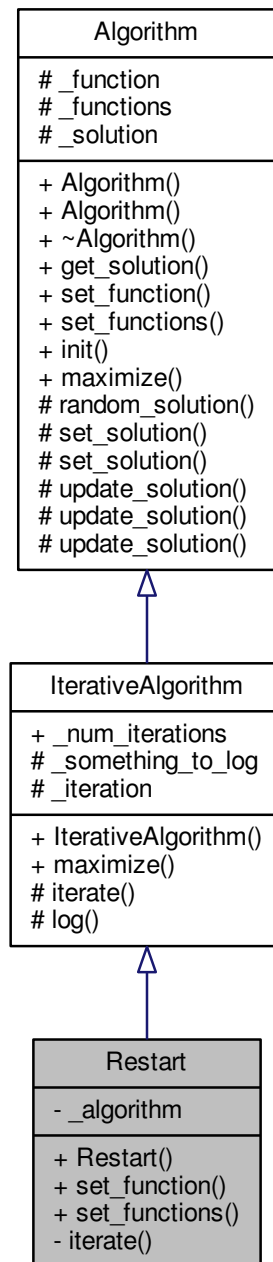 Algorithm
# _function
# _functions
# _solution
+ Algorithm()
+ Algorithm()
+ ~Algorithm()
+ get_solution()
+ set_function()
+ set_functions()
+ init()
+ maximize()
# random_solution()
# set_solution()
# set_solution()
# update_solution()
# update_solution()
# update_solution()
IterativeAlgorithm
+ _num_iterations
# _something_to_log
# _iteration
+ IterativeAlgorithm()
+ maximize()
# iterate()
# log()
Restart
- _algorithm
+ Restart()
+ set_function()
+ set_functions()
- iterate()